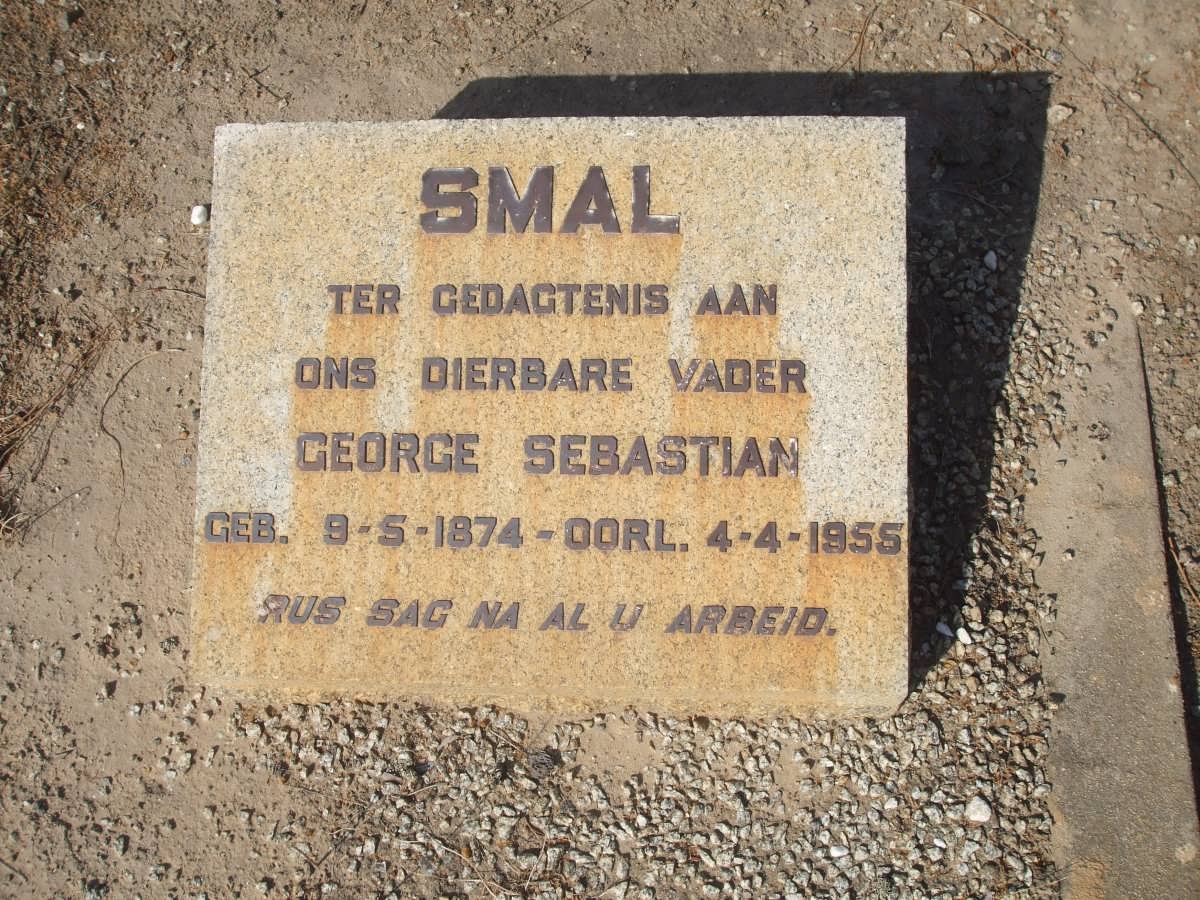 SMAL
TER GEDAGTENIS AAN
ONS DIERBARE VADER
GEORGE SEBASTIAN
GEB. 9-5-1874 - OORL. 4-4-1955
RUS SAG NA AL U ARBEID.